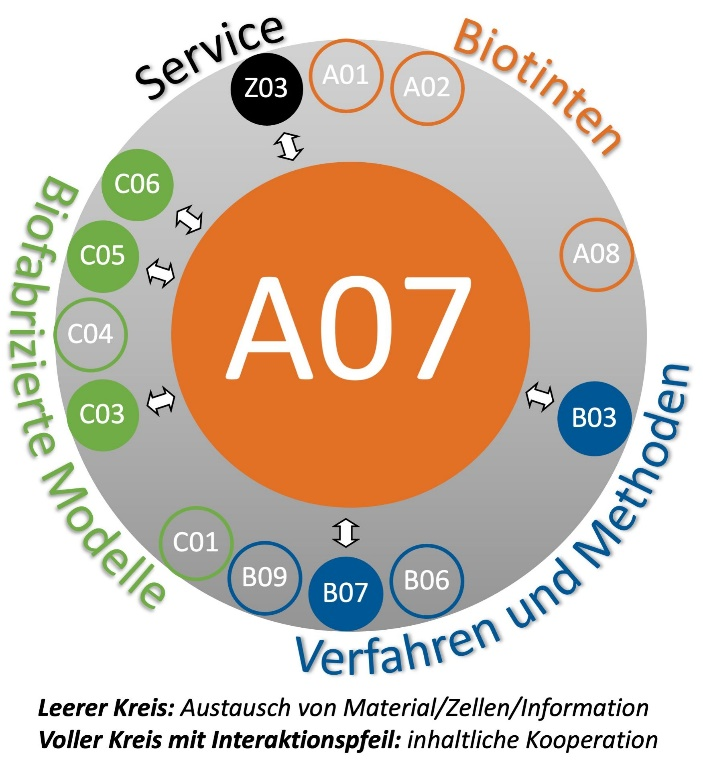 Service
Biotinten
Z03
A01
A02
C06
C05
A08
C04
A07
C03
B03
C01
B09
B07
B06
Biofabrizierte Modelle
Verfahren und Methoden
Leerer Kreis: Austausch von Material/Zellen/Information
Voller Kreis mit Interaktionspfeil: inhaltliche Kooperation